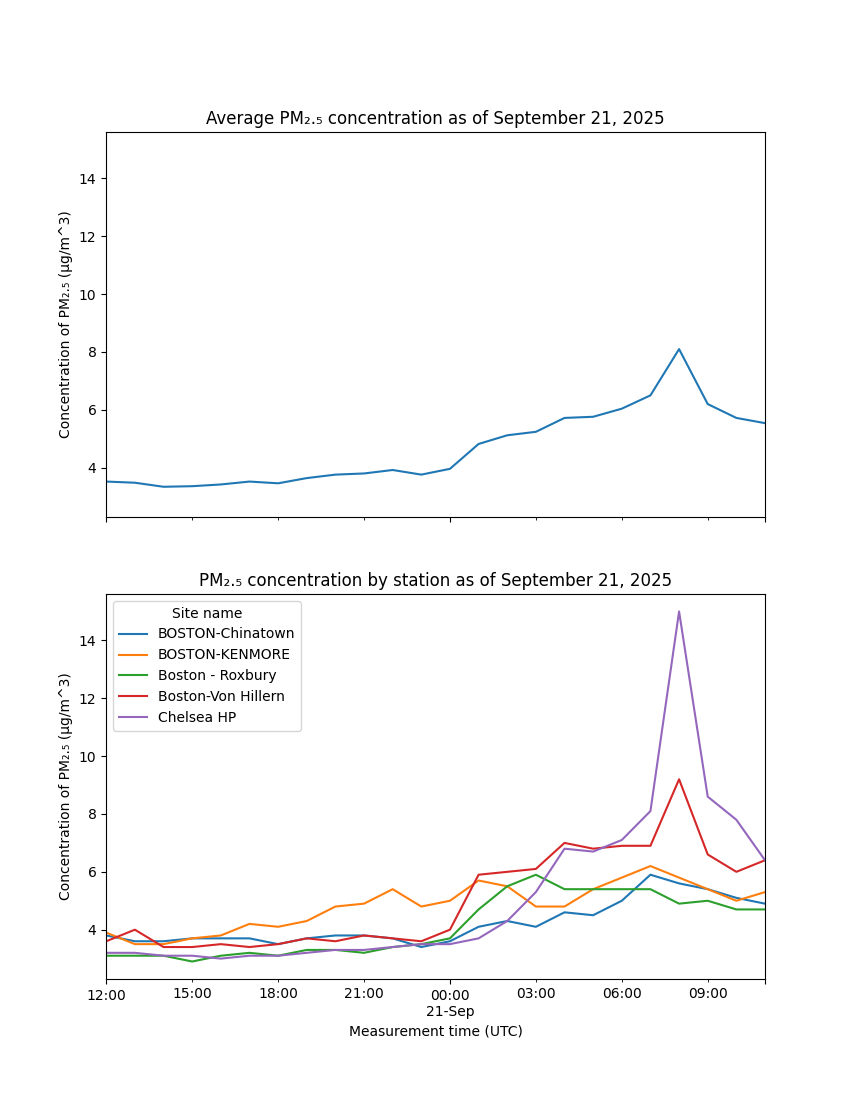 Average PM₂.₅ concentration as of September 21, 2025
Concentration of PM₂.₅ (µg/m^3)
14
12
10
8
6
4
PM₂.₅ concentration by station as of September 21, 2025
Concentration of PM₂.₅ (µg/m^3)
14
12
10
8
6
4
Site name
BOSTON-Chinatown
BOSTON-KENMORE
Boston - Roxbury
Boston-Von Hillern
Chelsea HP
12:00 15:00 18:00 21:00 00:00 03:00 06:00 09:00
21-Sep
Measurement time (UTC)